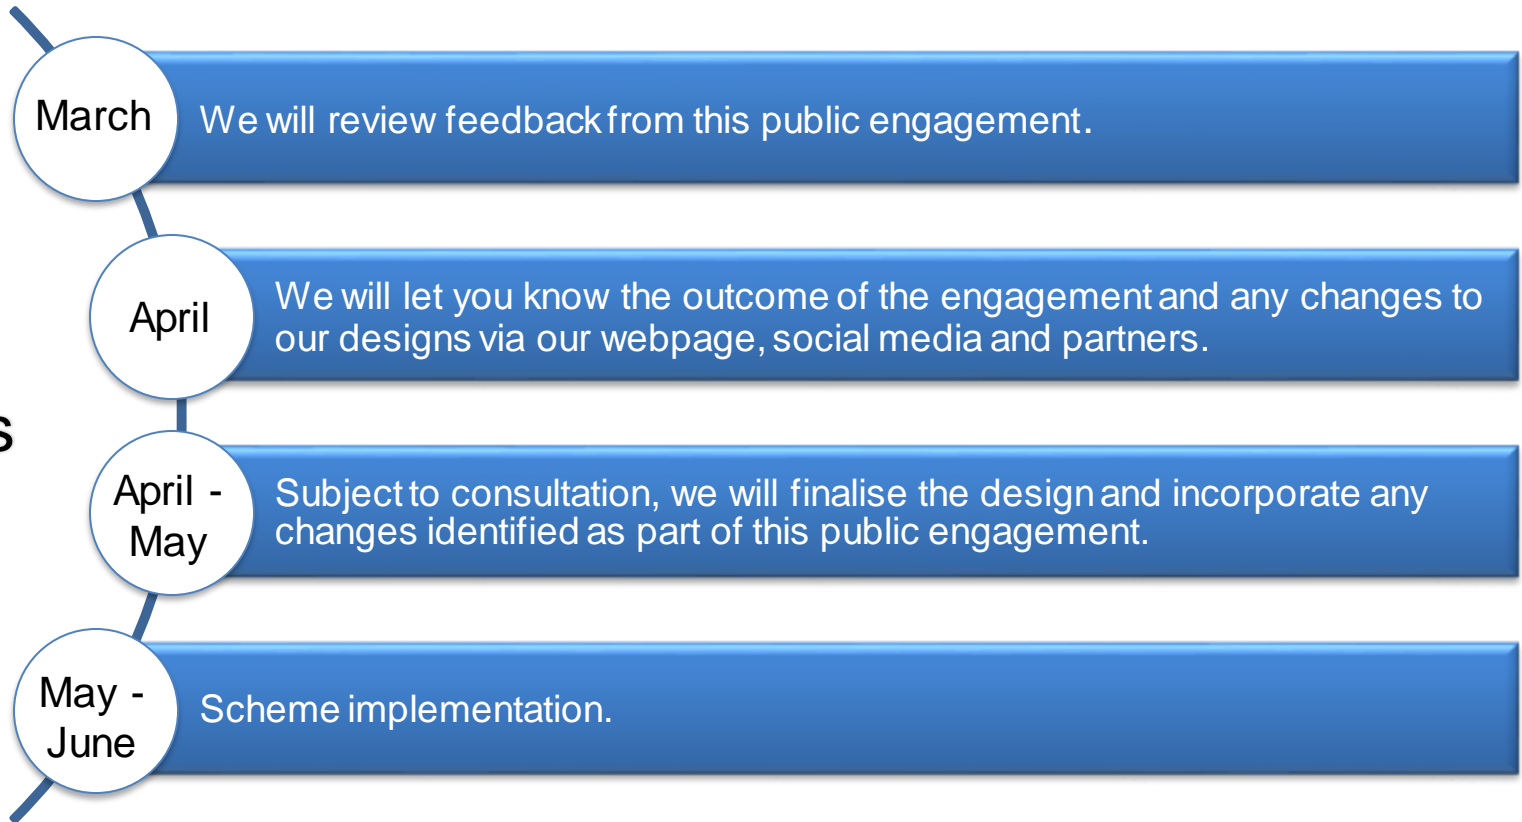 March
We will review feedback from this public engagement.
April
We will let you know the outcome of the engagement and any changes to
our designs via our webpage, social media and partners.
s
April -
May
Subject to consultation, we will finalise the design and incorporate any
changes identified as part of this public engagement.
May -
June
Scheme implementation.